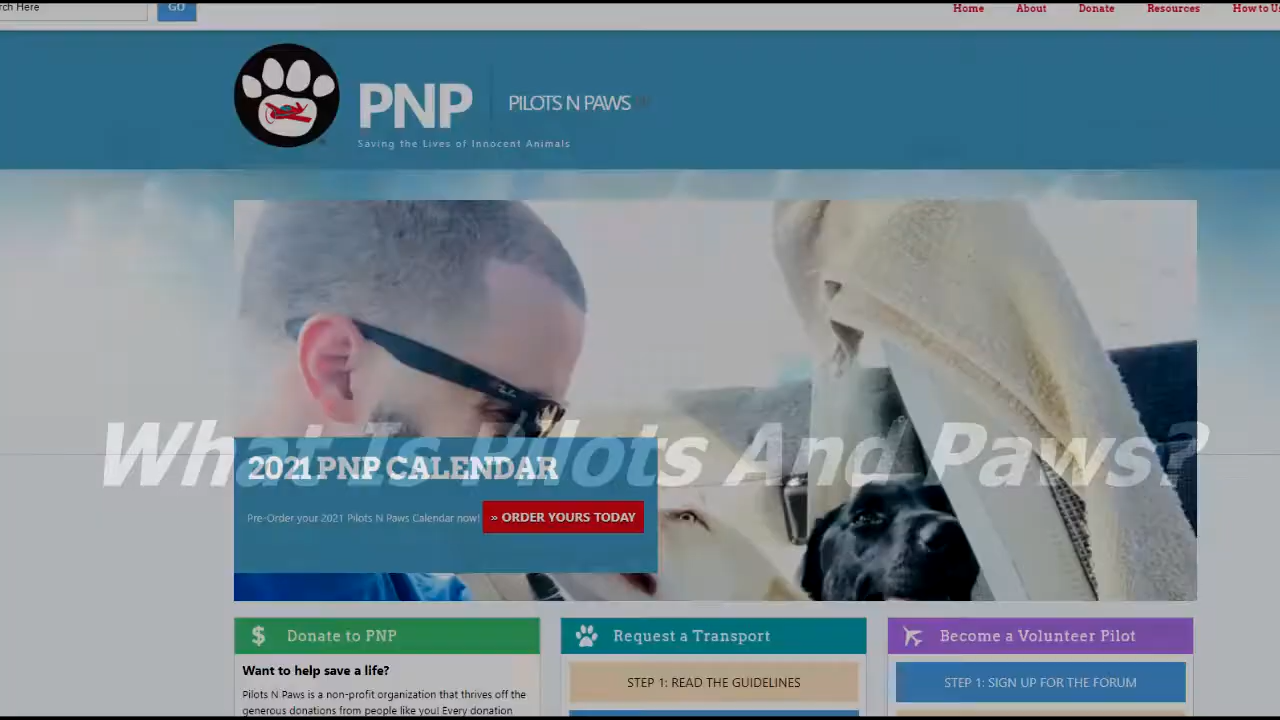 rch Here
GO
Home
About
Donate
Resources
How to Us
PNP
PILOTS N PAWS
Saving the Lives of Innocent Animals
What Is Pilots And Paws?
2021 PNP CALENDAR
Pre-Order your 2021 Pilots N Paws Calendar now!
» ORDER YOURS TODAY
Donate to PNP
Request a Transport
Become a Volunteer Pilot
Want to help save a life?
STEP 1: READ THE GUIDELINES
STEP 1: SIGN UP FOR THE FORUM
Pilots N Paws is a non-profit organization that thrives off the
generous donations from people like you! Every donation